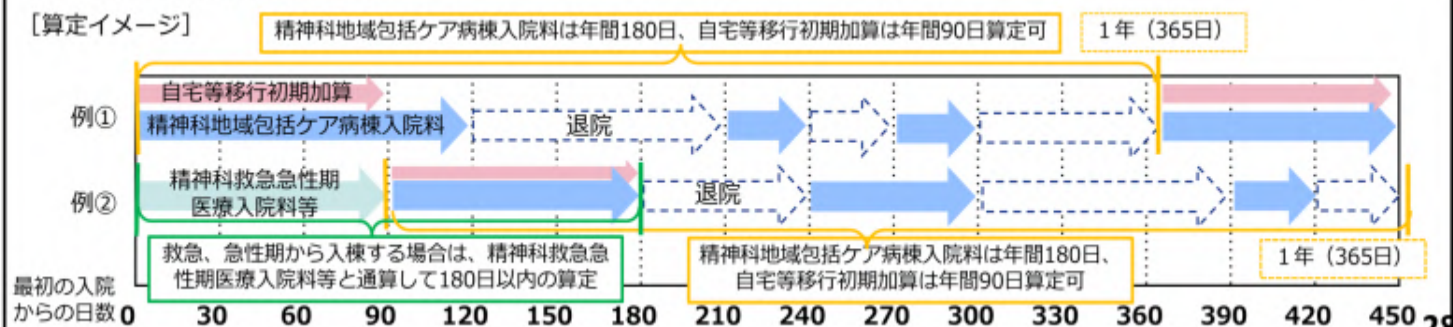 ［算定イメージ］
精神科地域包括ケア病棟入院料は年間180日、自宅等移行初期加算は年間90日算定可
１年（365日）
自宅等移行初期加算
例①
精神科地域包括ケア病棟入院料
退院
例②
精神科救急急性期
医療入院料等
退院
救急、急性期から入棟する場合は、精神科救急急
性期医療入院料等と通算して180日以内の算定
精神科地域包括ケア病棟入院料は年間180日、
自宅等移行初期加算は年間90日算定可
１年（365日）
最初の入院
からの日数 0 30 60 90 120 150 180 210 240 270 300 330 360 390 420 450